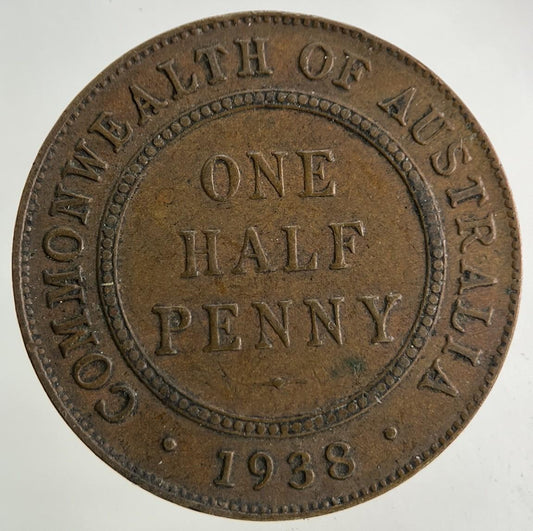 COMMONWEALTH OF AUSTRALIA
ONE
HALF
PENNY
· 1938 ·